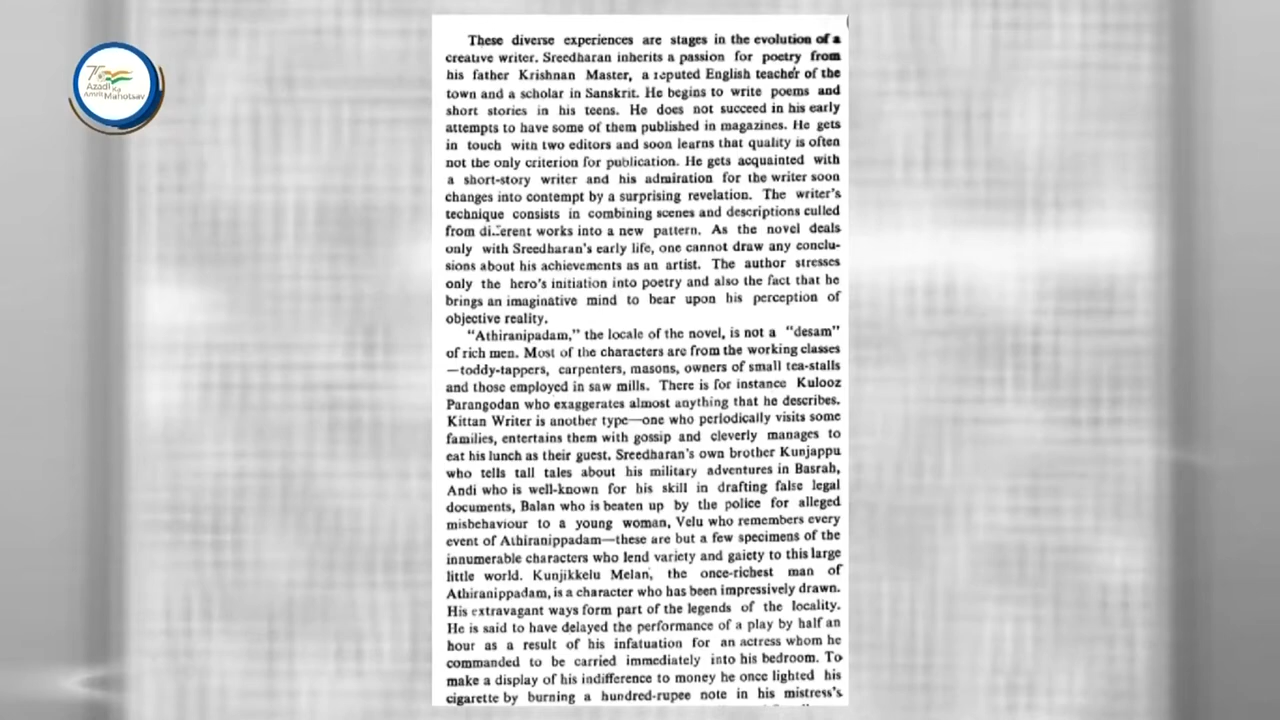 75
Azadi Ka
Amrit Mahotsav
These diverse experiences are stages in the evolution of a
creative writer. Sreedharan inherits a passion for poetry from
his father Krishnan Master, a reputed English teacher of the
town and a scholar in Sanskrit. He begins to write poems and
short stories in his teens. He does not succeed in his early
attempts to have some of them published in magazines. He gets
in touch with two editors and soon learns that quality is often
not the only criterion for publication. He gets acquainted with
a short-story writer and his admiration for the writer soon
changes into contempt by a surprising revelation. The writer's
technique consists in combining scenes and descriptions culled
from different works into a new pattern. As the novel deals
only with Sreedharan's early life, one cannot draw any conclu-
sions about his achievements as an artist. The author stresses
only the hero's initiation into poetry and also the fact that he
brings an imaginative mind to bear upon his perception of
objective reality.
"Athiranipadam," the locale of the novel, is not a "desam"
of rich men. Most of the characters are from the working classes
—toddy-tappers, carpenters, masons, owners of small tea-stalls
and those employed in saw mills. There is for instance Kulooz
Parangodan who exaggerates almost anything that he describes.
Kittan Writer is another type—one who periodically visits some
families, entertains them with gossip and cleverly manages to
eat his lunch as their guest. Sreedharan's own brother Kunjappu
who tells tall tales about his military adventures in Basrah,
Andi who is well-known for his skill in drafting false legal
documents, Balan who is beaten up by the police for alleged
misbehaviour to a young woman, Velu who remembers every
event of Athiranippadam—these are but a few specimens of the
innumerable characters who lend variety and gaiety to this large
little world. Kunjikkelu Melan, the once-richest man of
Athiranippadam, is a character who has been impressively drawn.
His extravagant ways form part of the legends of the locality.
He is said to have delayed the performance of a play by half an
hour as a result of his infatuation for an actress whom he
commanded to be carried immediately into his bedroom. To
make a display of his indifference to money he once lighted his
cigarette by burning a hundred-rupee note in his mistress's